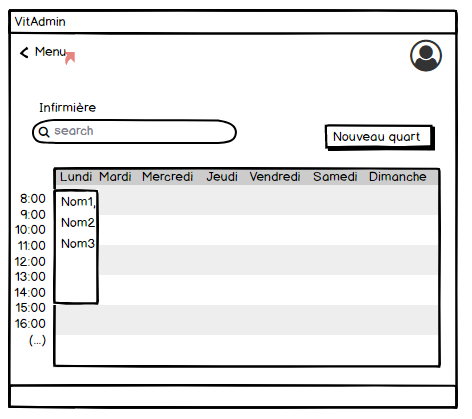 VitAdmin
Menu
Infirmière
search
Nouveau quart
Lundi Mardi Mercredi Jeudi Vendredi Samedi Dimanche
8:00 Nom1,
9:00 Nom2
10:00
11:00 Nom3
12:00
13:00
14:00
15:00
16:00
(...)